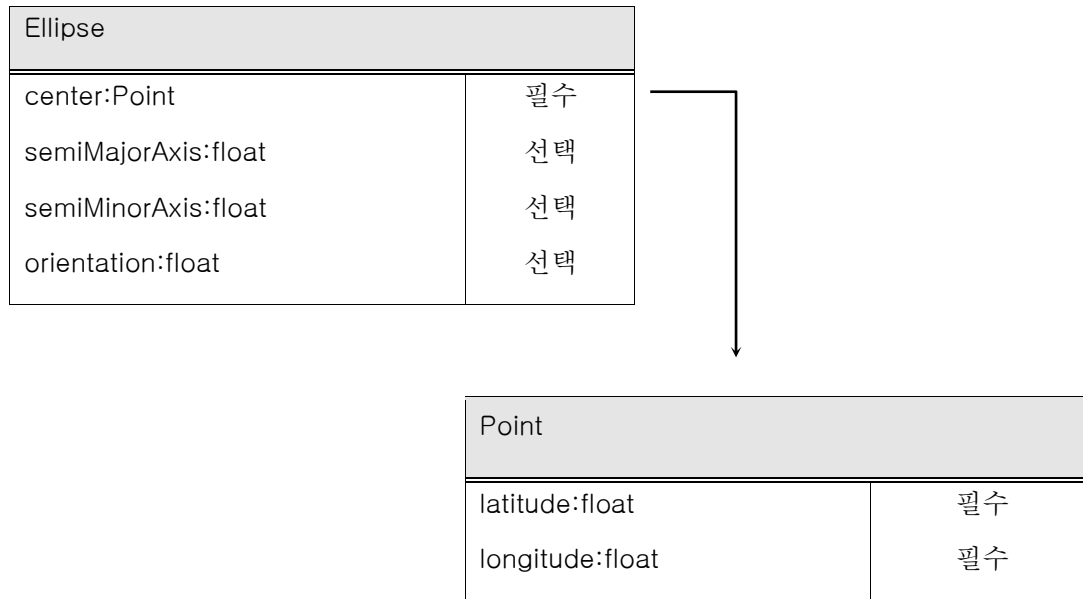 Ellipse
center:Point 필수
semiMajorAxis:float 선택
semiMinorAxis:float 선택
orientation:float 선택
Point
latitude:float 필수
longitude:float 필수